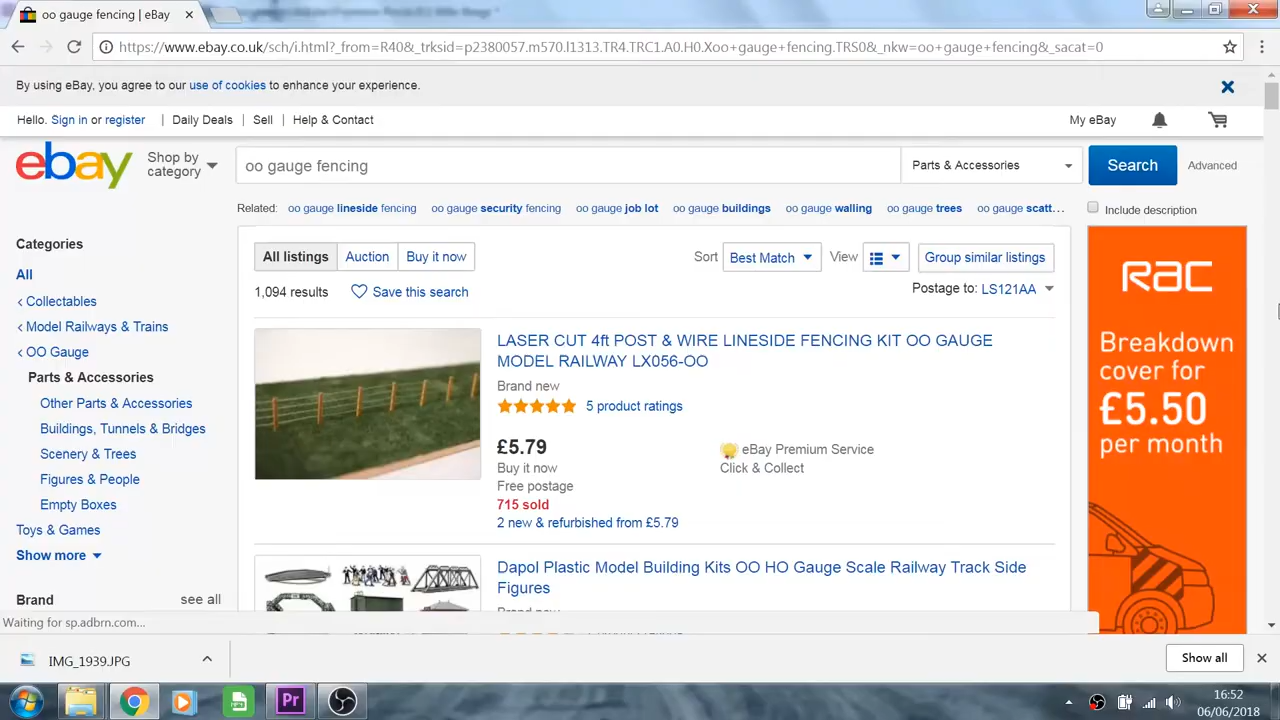 oo gauge fencing | eBay
https://www.ebay.co.uk/sch/i.html?_from=R40&_trksid=p2380057.m570.l1313.TR4.TRC1.A0.H0.Xoo+gauge+fencing.TRS0&_nkw=oo+gauge+fencing&_sacat=0
By using eBay, you agree to our use of cookies to enhance your experience.
Hello. Sign in or register | Daily Deals | Sell | Help & Contact
My eBay
ebay
Shop by category
oo gauge fencing
Parts & Accessories
Search
Advanced
Related: oo gauge lineside fencing oo gauge security fencing oo gauge job lot oo gauge buildings oo gauge walling oo gauge trees oo gauge scatt...
Include description
Categories
All
Collectables
Model Railways & Trains
OO Gauge
Parts & Accessories
Other Parts & Accessories
Buildings, Tunnels & Bridges
Scenery & Trees
Figures & People
Empty Boxes
Toys & Games
Show more
Brand
see all
All listings
Auction
Buy it now
Sort
Best Match
View
Group similar listings
1,094 results
Save this search
Postage to: LS121AA
LASER CUT 4ft POST & WIRE LINESIDE FENCING KIT OO GAUGE
MODEL RAILWAY LX056-OO
Brand new
5 product ratings
£5.79
Buy it now
Free postage
715 sold
2 new & refurbished from £5.79
eBay Premium Service
Click & Collect
Dapol Plastic Model Building Kits OO HO Gauge Scale Railway Track Side
Figures
Brand new
RAC
Breakdown
cover for
£5.50
per month
Waiting for sp.adbrn.com...
IMG_1939.JPG
Show all
Pr
16:52
06/06/2018